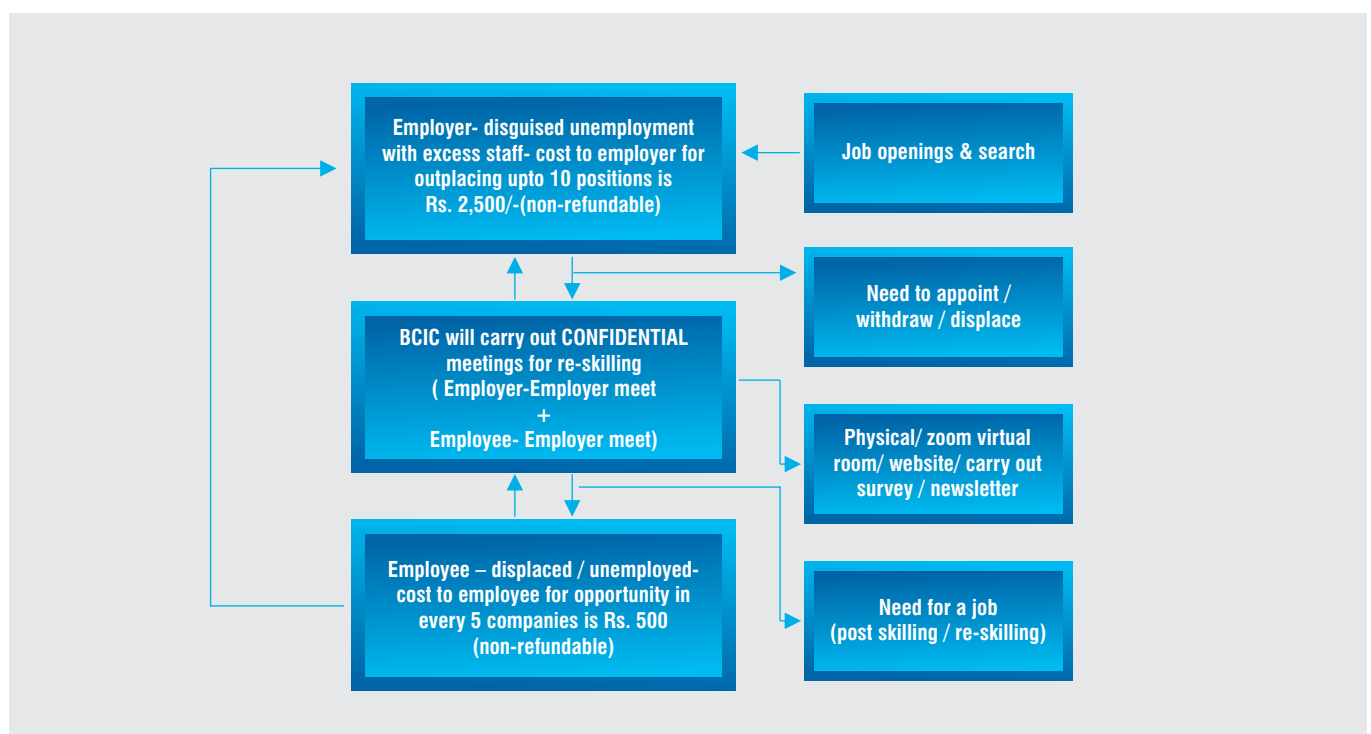 Employer- disguised unemployment
with excess staff- cost to employer for
outplacing upto 10 positions is
Rs. 2,500/-(non-refundable)
Job openings & search
Need to appoint /
withdraw / displace
BCIC will carry out CONFIDENTIAL
meetings for re-skilling
( Employer-Employer meet
+
Employee- Employer meet)
Physical/ zoom virtual
room/ website/ carry out
survey / newsletter
Employee – displaced / unemployed-
cost to employee for opportunity in
every 5 companies is Rs. 500
(non-refundable)
Need for a job
(post skilling / re-skilling)